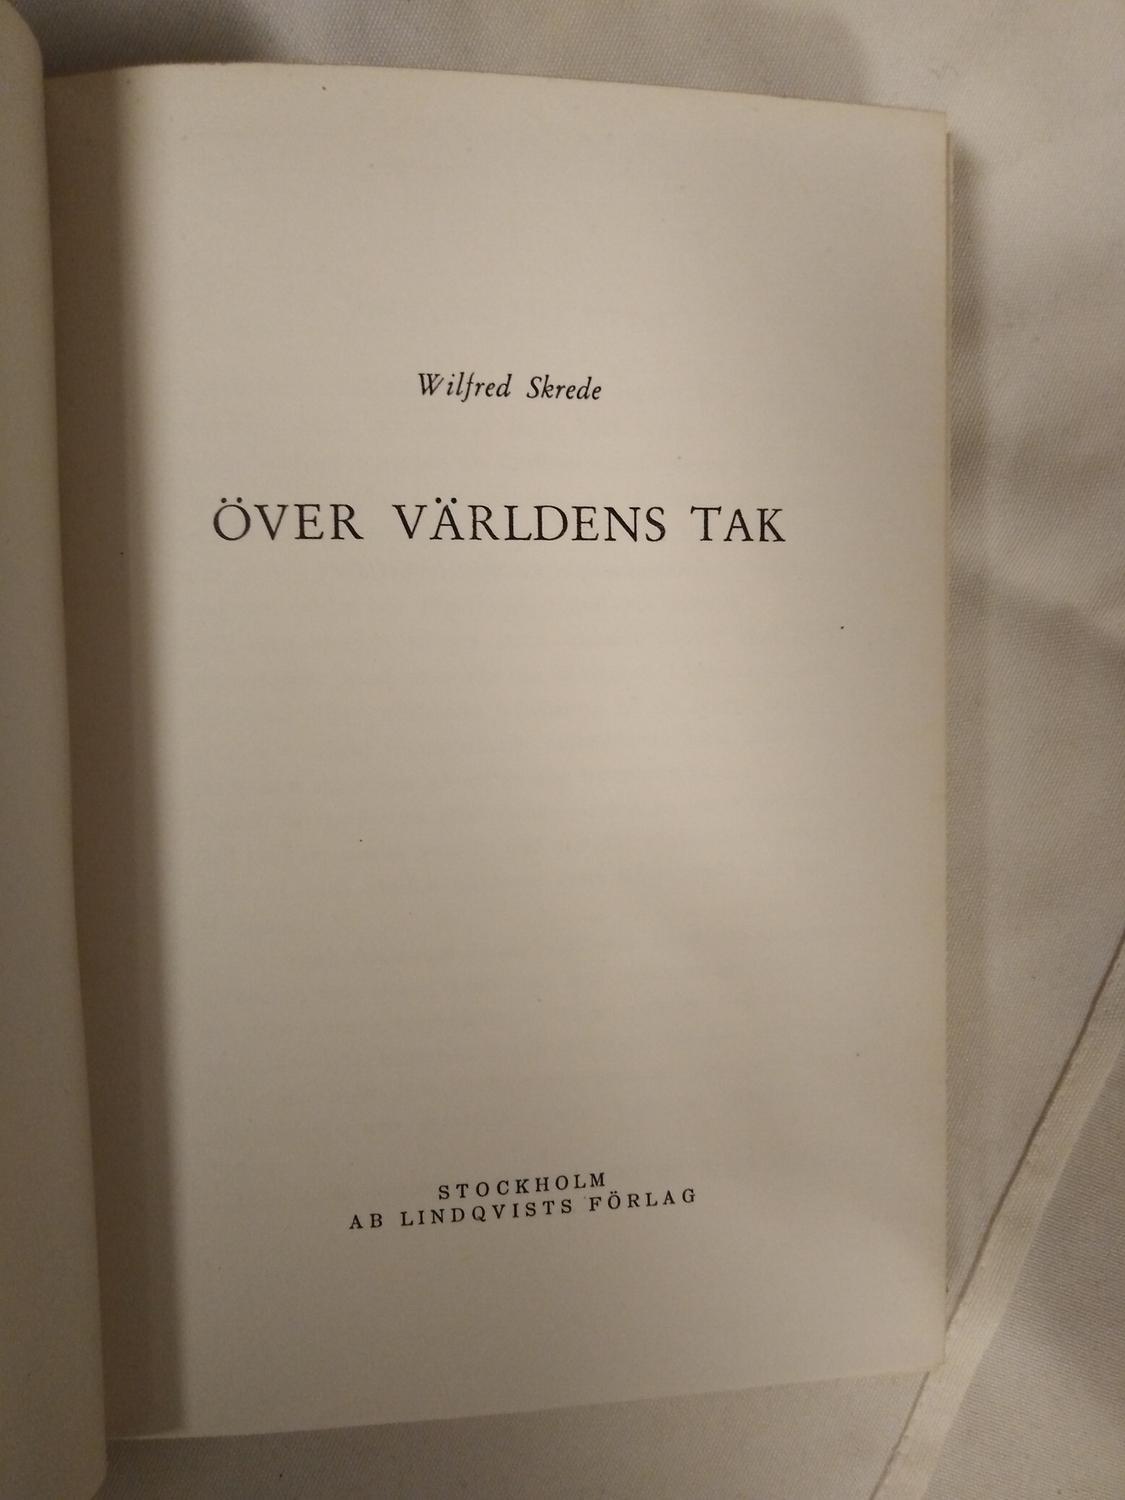 Wilfred Skrede
ÖVER VÄRLDENS TAK
STOCKHOLM
AB LINDQVISTS FÖRLAG